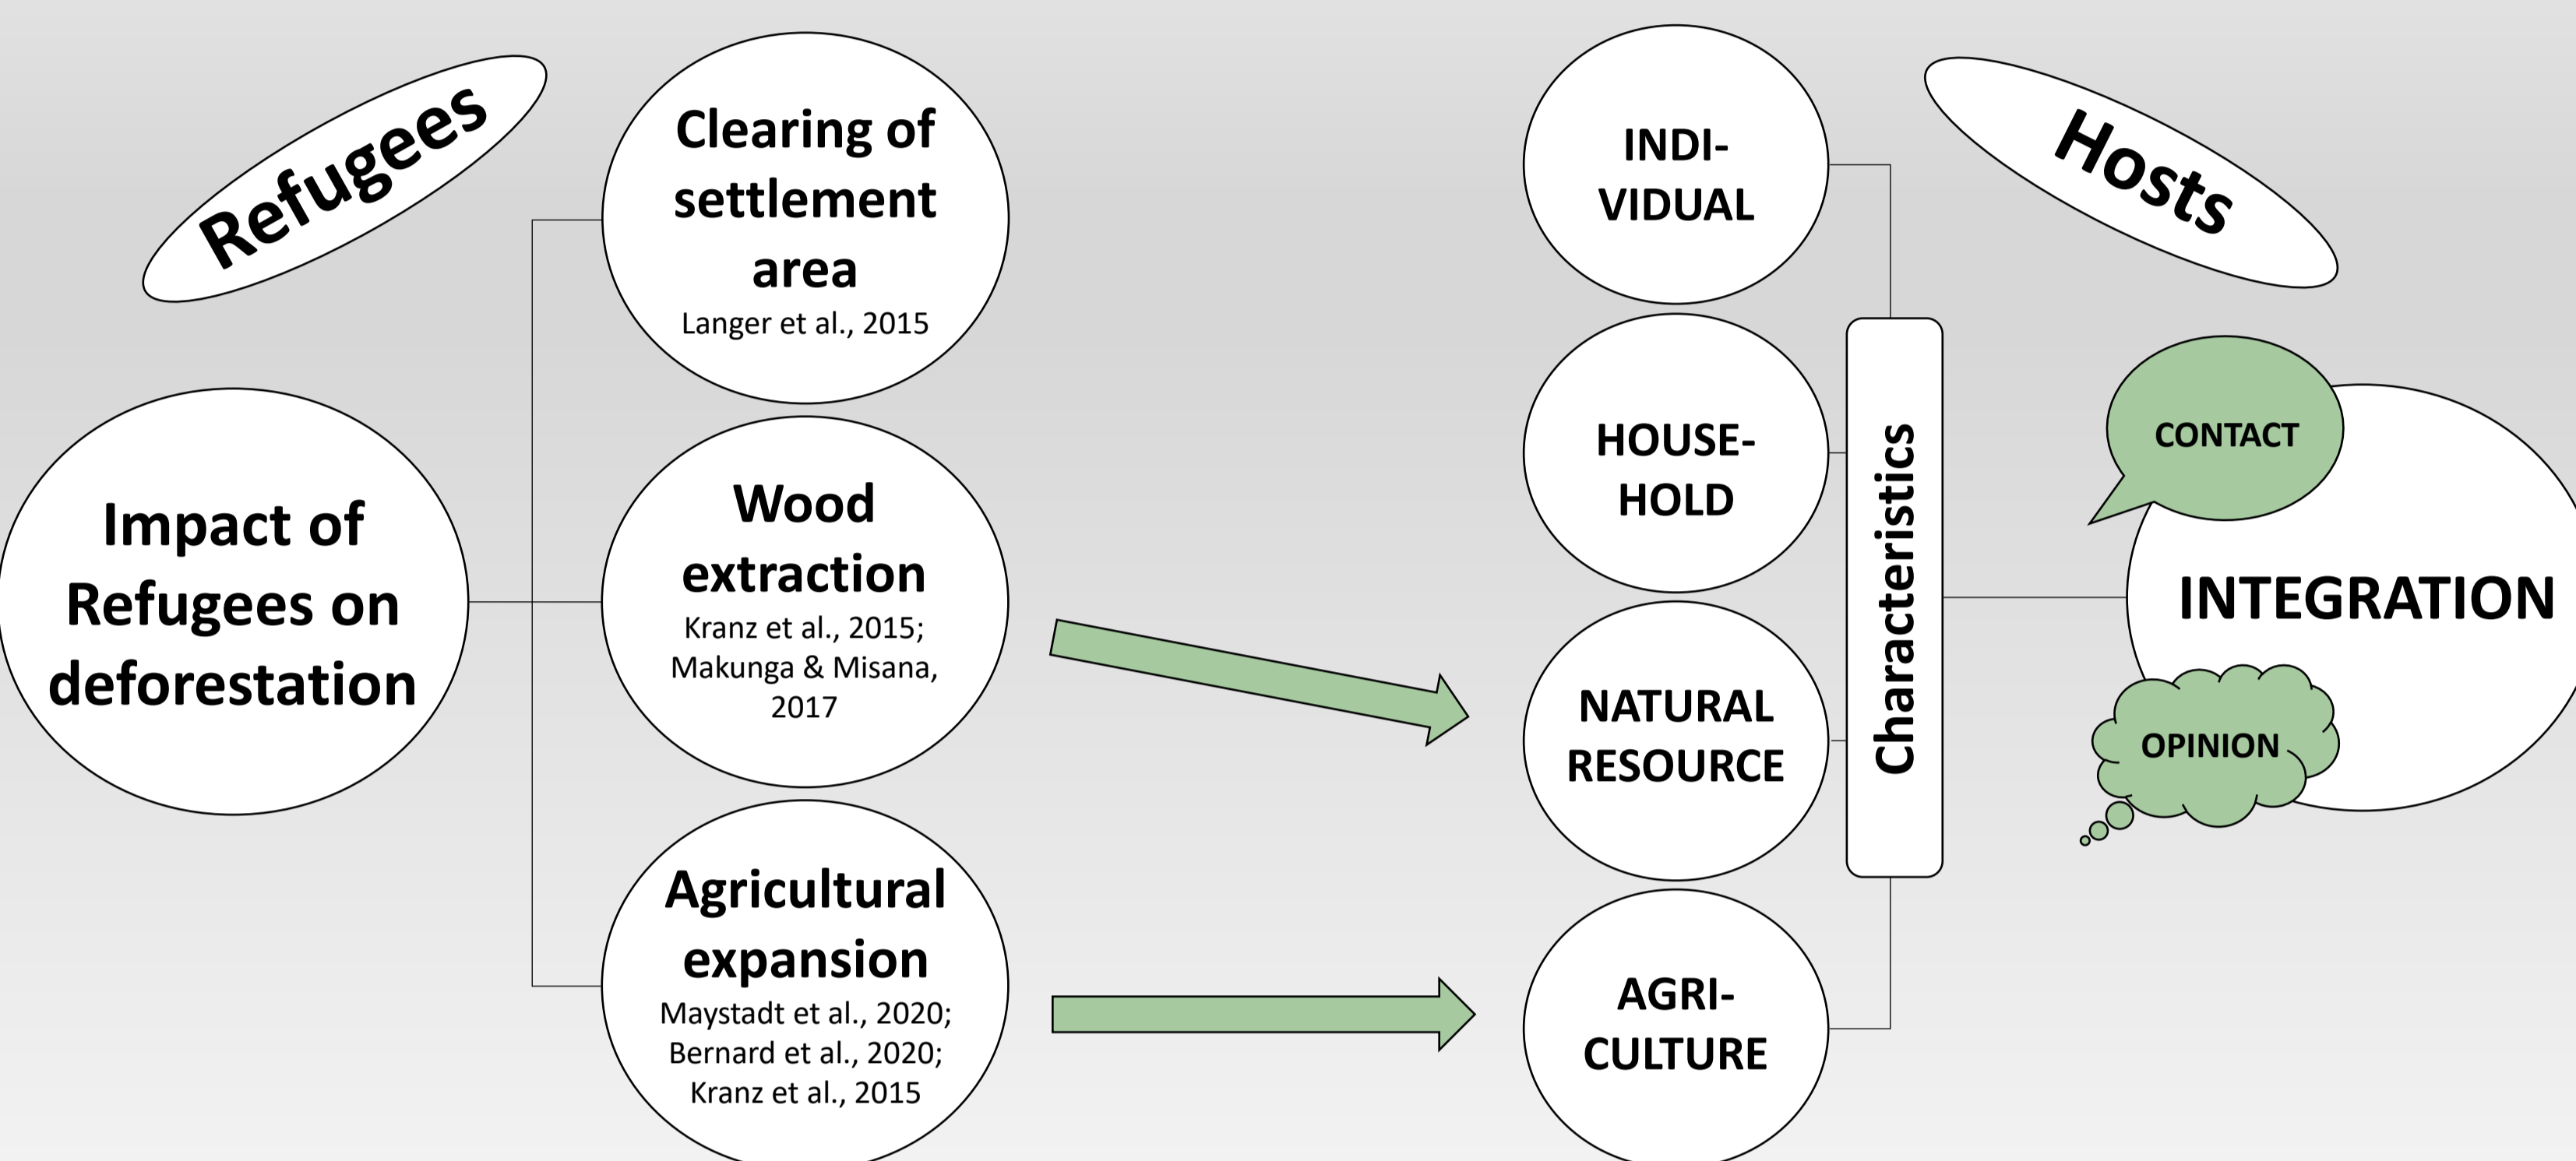 Refugees
Impact of
Refugees on
deforestation
Clearing of
settlement
area
Langer et al., 2015
Wood
extraction
Kranz et al., 2015;
Makunga & Misana,
2017
Agricultural
expansion
Maystadt et al., 2020;
Bernard et al., 2020;
Kranz et al., 2015
INDI-
VIDUAL
HOUSE-
HOLD
NATURAL
RESOURCE
AGRI-
CULTURE
Characteristics
Hosts
CONTACT
INTEGRATION
OPINION